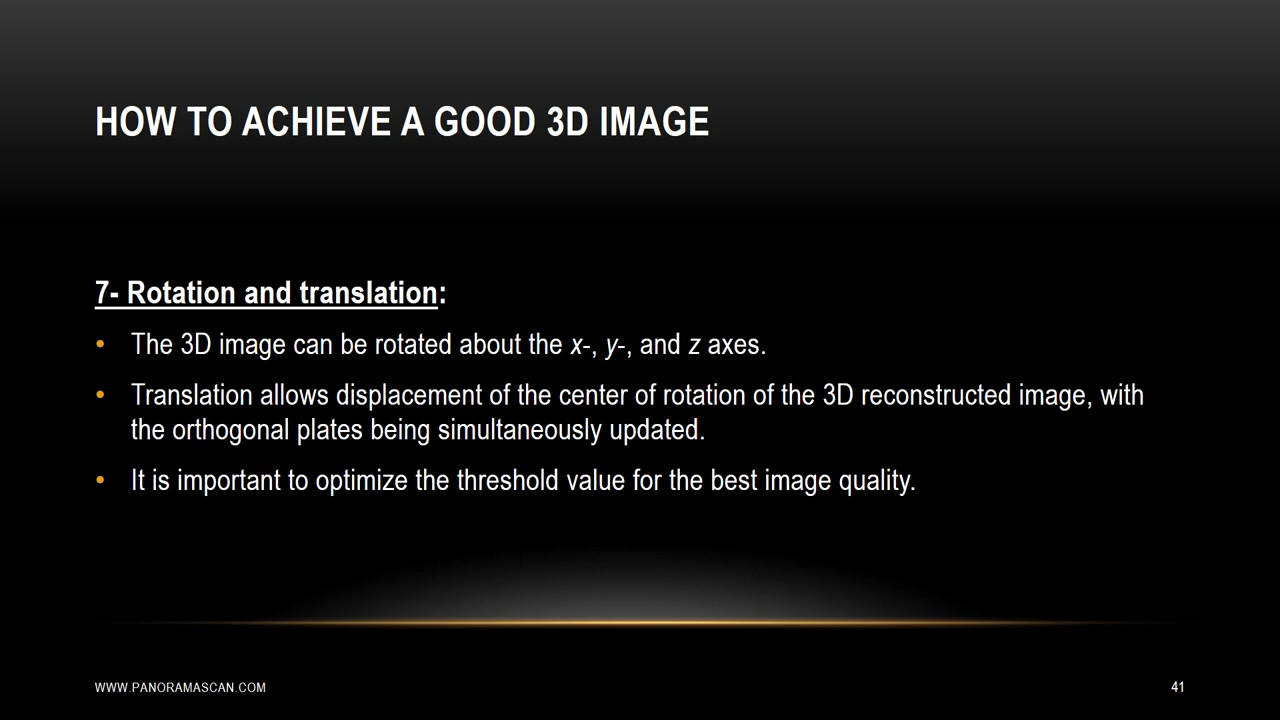 HOW TO ACHIEVE A GOOD 3D IMAGE
7- Rotation and translation:
• The 3D image can be rotated about the x-, y-, and z axes.
• Translation allows displacement of the center of rotation of the 3D reconstructed image, with
the orthogonal plates being simultaneously updated.
• It is important to optimize the threshold value for the best image quality.
WWW.PANORAMASCAN.COM
41